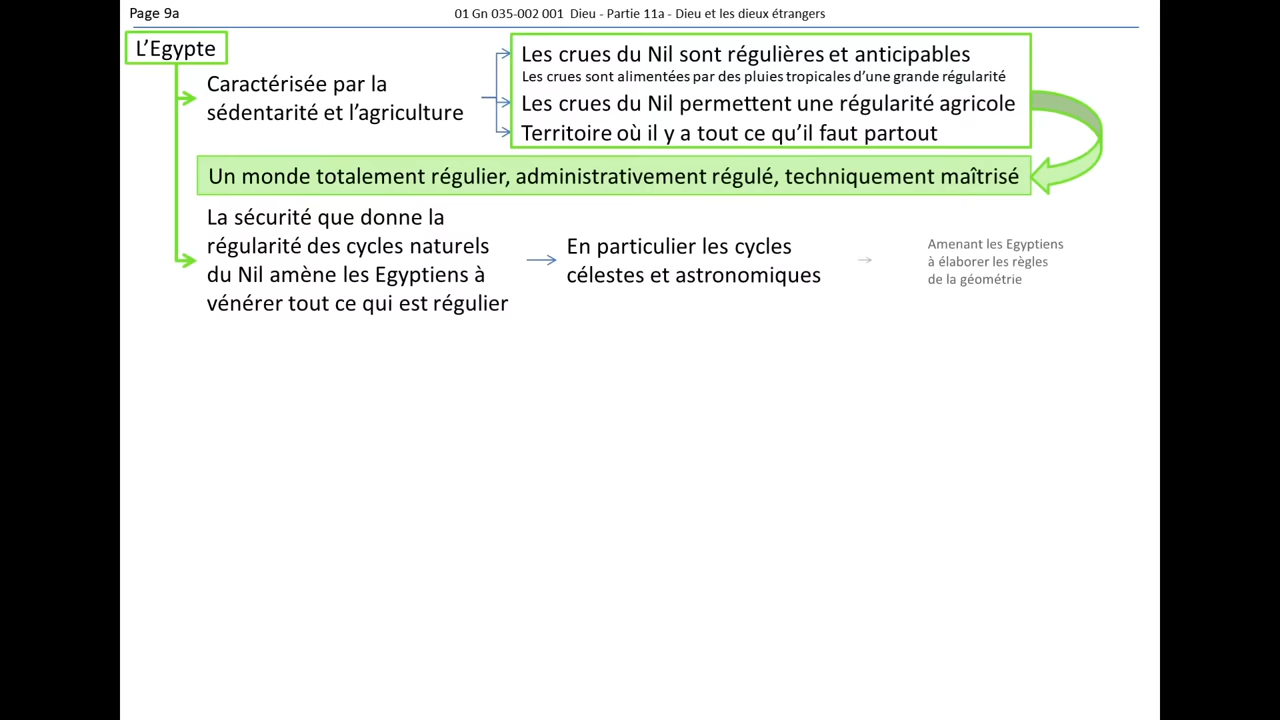 Page 9a
01 Gn 035-002 001  Dieu - Partie 11a - Dieu et les dieux étrangers
L'Egypte
Caractérisée par la
sédentarité et l'agriculture
Les crues du Nil sont régulières et anticipables
Les crues sont alimentées par des pluies tropicales d'une grande régularité
Les crues du Nil permettent une régularité agricole
Territoire où il y a tout ce qu'il faut partout
Un monde totalement régulier, administrativement régulé, techniquement maîtrisé
La sécurité que donne la
régularité des cycles naturels
du Nil amène les Egyptiens à
vénérer tout ce qui est régulier
En particulier les cycles
célestes et astronomiques
Amenant les Egyptiens
à élaborer les règles
de la géométrie